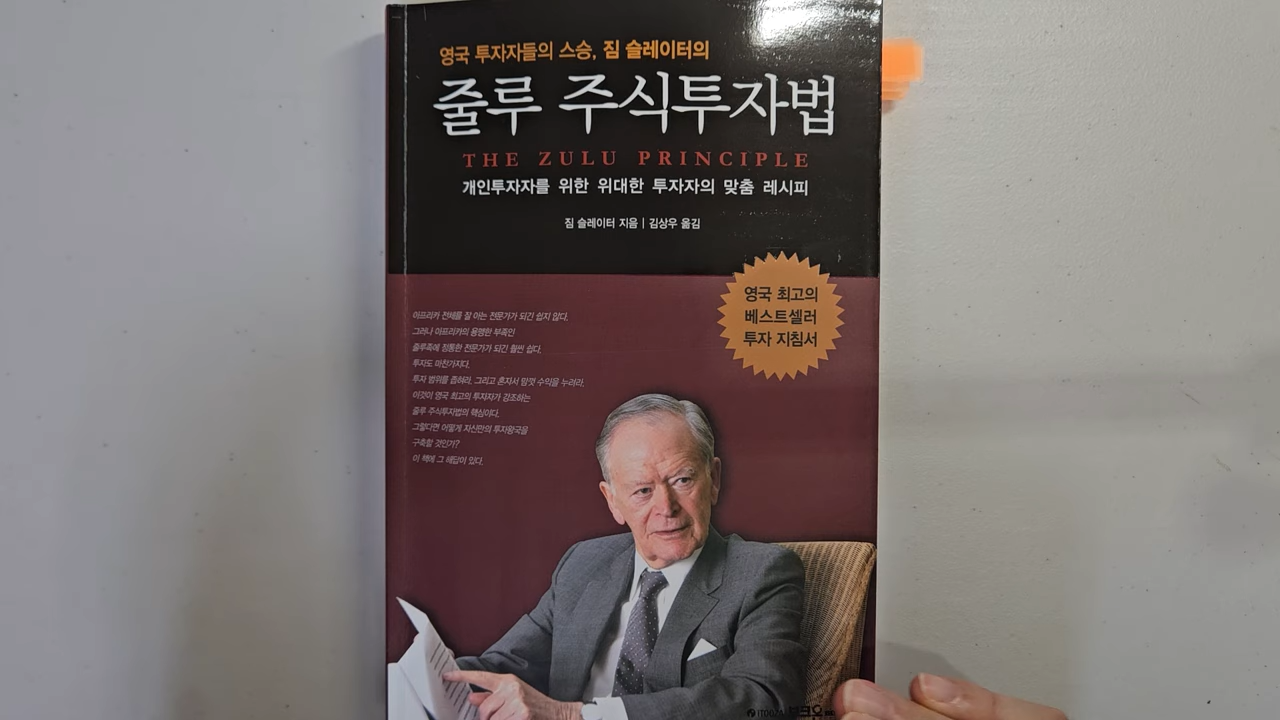 영국 투자자들의 스승, 짐 슬레이터의
줄루 주식투자법
THE ZULU PRINCIPLE
개인투자자를 위한 위대한 투자자의 맞춤 레시피
짐 슬레이터 지음 | 김상우 옮김
영국 최고의
베스트셀러
투자 지침서
아프리카 전체를 잘 아는 전문가가 되긴 쉽지 않다.
그러나 아프리카의 용맹한 부족인
줄루족에 정통한 전문가가 되긴 훨씬 쉽다.
투자도 마찬가지다.
투자 범위를 좁혀라. 그리고 혼자서 맘껏 수익을 누려라.
이것이 영국 최고의 투자자가 강조하는
줄루 주식투자법의 핵심이다.
그렇다면 어떻게 자신만의 투자왕국을
구축할 것인가?
이 책에 그 해답이 있다.
ITOOZA